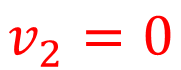 v₂ = 0